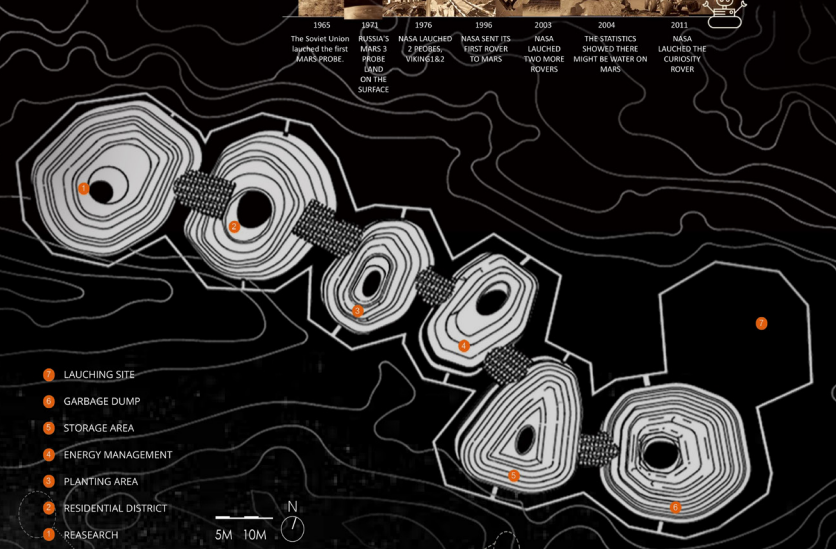 1965
The Soviet Union
lauched the first
MARS PROBE.
1971
RUSSIA'S
MARS 3
PROBE
LAND
ON THE
SURFACE
1976
NASA LAUCHED
2 PEOBES,
VIKING1&2
1996
NASA SENT ITS
FIRST ROVER
TO MARS
2003
NASA
LAUCHED
TWO MORE
ROVERS
2004
THE STATISTICS
SHOWED THERE
MIGHT BE WATER ON
MARS
2011
NASA
LAUCHED THE
CURIOSITY
ROVER
1
2
3
4
5
6
7
7 LAUCHING SITE
6 GARBAGE DUMP
5 STORAGE AREA
4 ENERGY MANAGEMENT
3 PLANTING AREA
2 RESIDENTIAL DISTRICT
1 REASEARCH
5M 10M
N